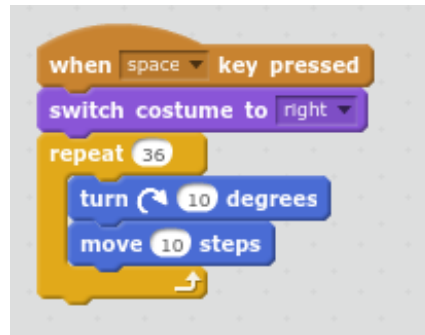 when space key pressed
switch costume to right
repeat 36
turn 10 degrees
move 10 steps